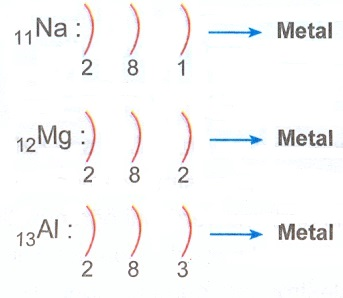 11Na : Metal
2 8 1
12Mg : Metal
2 8 2
13Al : Metal
2 8 3